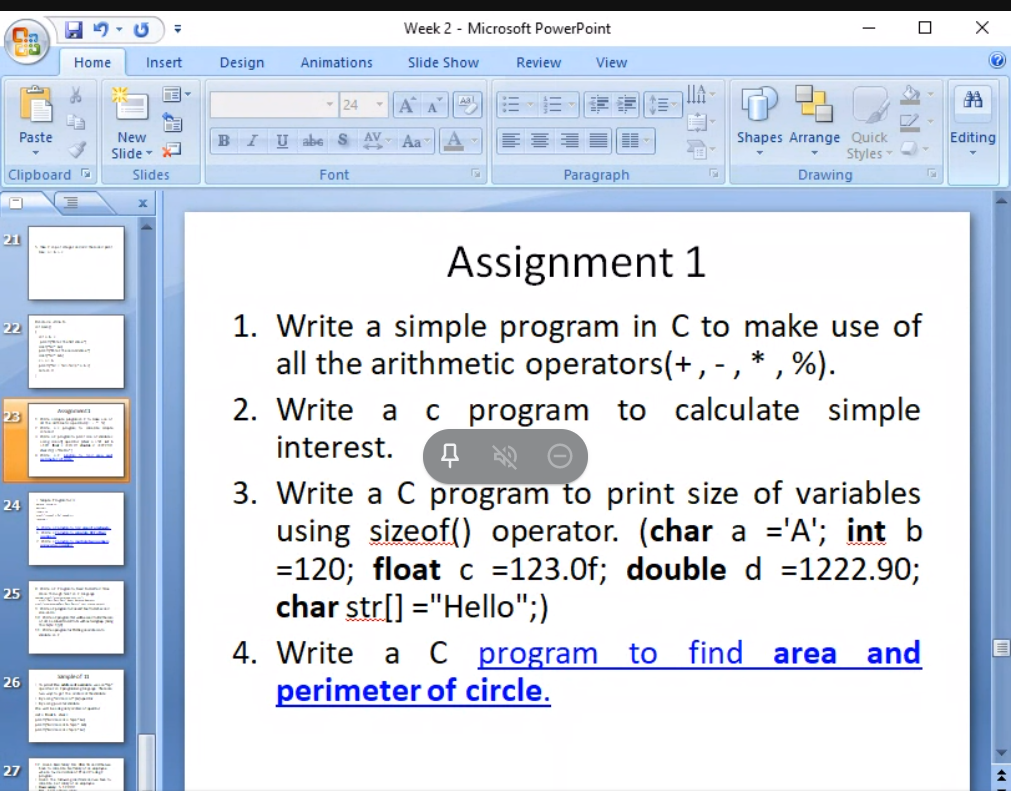 Week 2 - Microsoft PowerPoint
Home Insert Design Animations Slide Show Review View
Paste
New Slide
24
B I U abc S AV Aa A
Shapes Arrange Quick Styles
Editing
Clipboard Slides Font Paragraph Drawing
21
22
23
24
25
26
27
Assignment 1
1. Write a simple program in C to make use of
all the arithmetic operators(+ , - , * , %).
2. Write a c program to calculate simple
interest.
3. Write a C program to print size of variables
using sizeof() operator. (char a ='A'; int b
=120; float c =123.0f; double d =1222.90;
char str[] ="Hello";)
4. Write a C program to find area and
perimeter of circle.